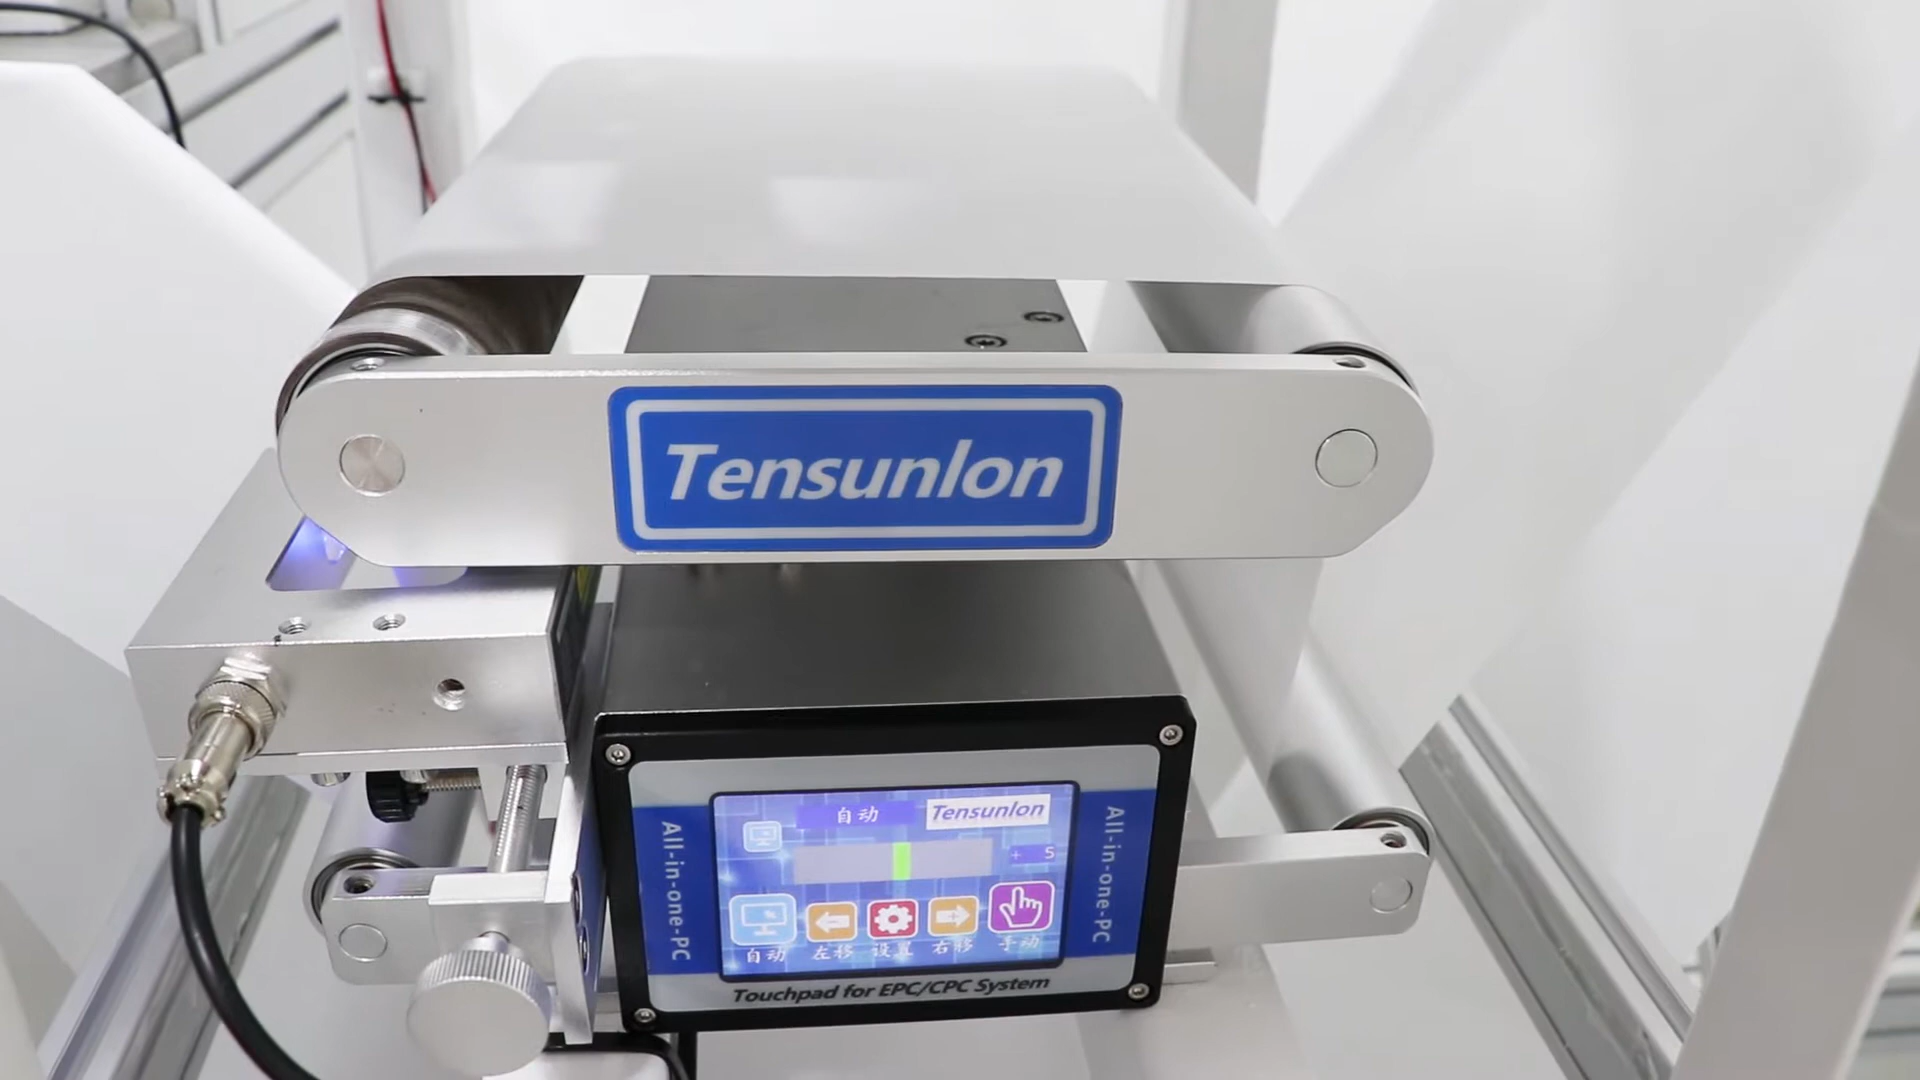 Tensunlon
自动
Tensunlon
+ 5
自动 左移 设置 右移 手动
All-in-one-PC
All-in-one-PC
Touchpad for EPC/CPC System